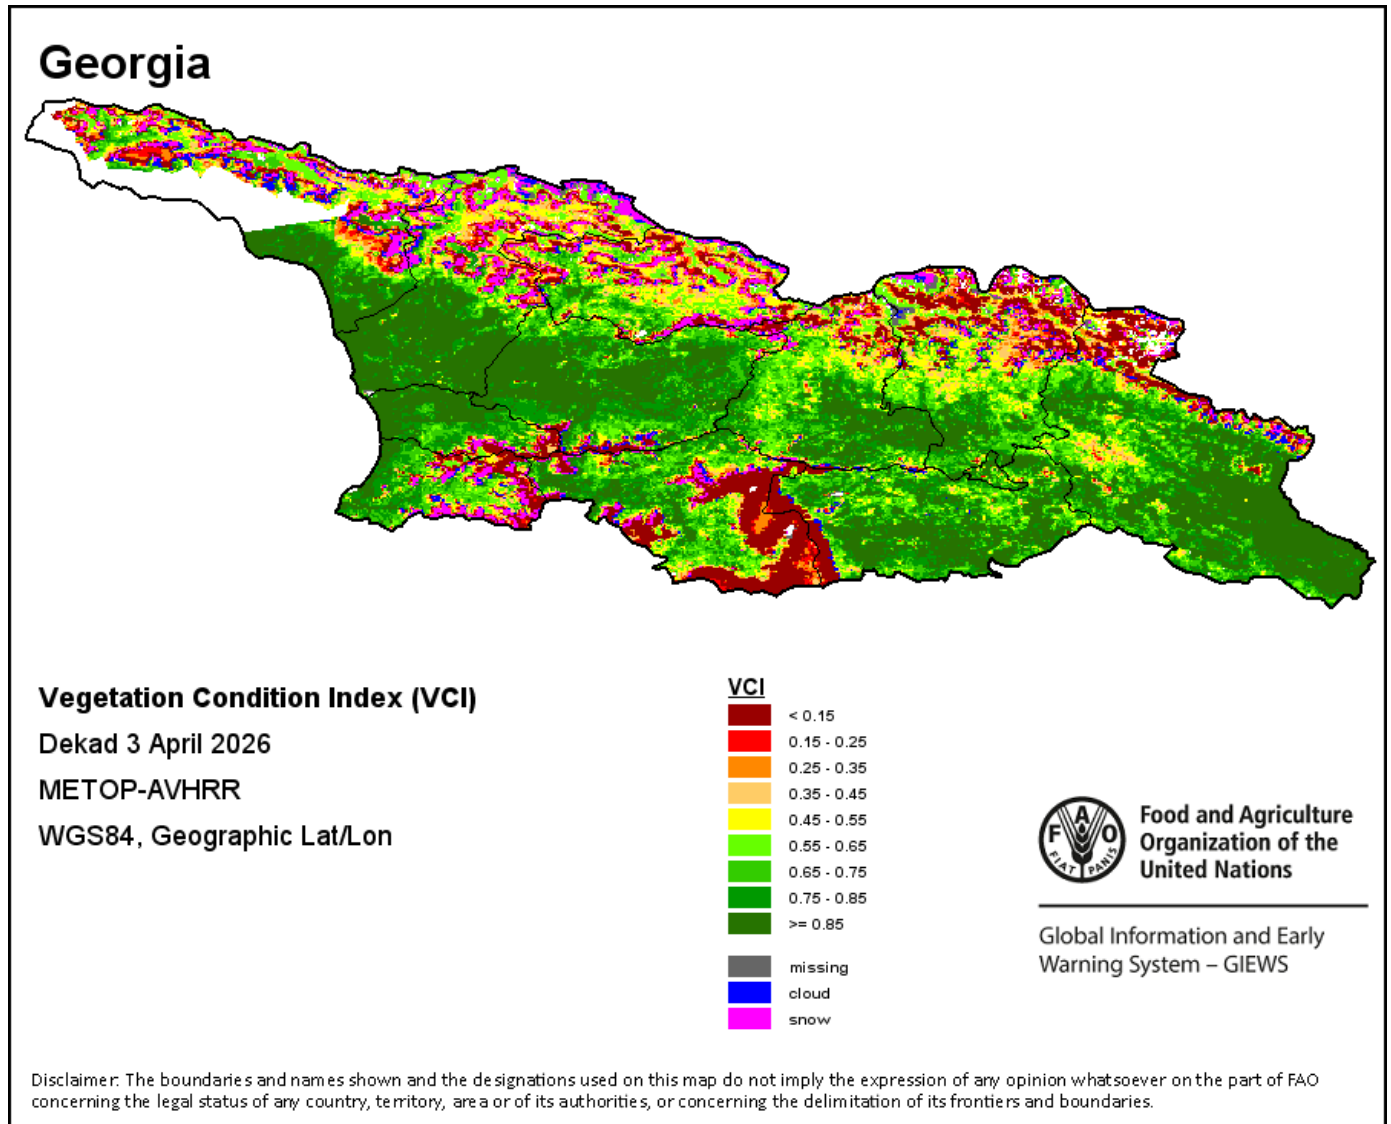 Georgia
Vegetation Condition Index (VCI)
Dekad 3 April 2026
METOP-AVHRR
WGS84, Geographic Lat/Lon
VCI
< 0.15
0.15 - 0.25
0.25 - 0.35
0.35 - 0.45
0.45 - 0.55
0.55 - 0.65
0.65 - 0.75
0.75 - 0.85
>= 0.85
missing
cloud
snow
F A O
FIAT PANIS
Food and Agriculture
Organization of the
United Nations
Global Information and Early
Warning System – GIEWS
Disclaimer: The boundaries and names shown and the designations used on this map do not imply the expression of any opinion whatsoever on the part of FAO
concerning the legal status of any country, territory, area or of its authorities, or concerning the delimitation of its frontiers and boundaries.